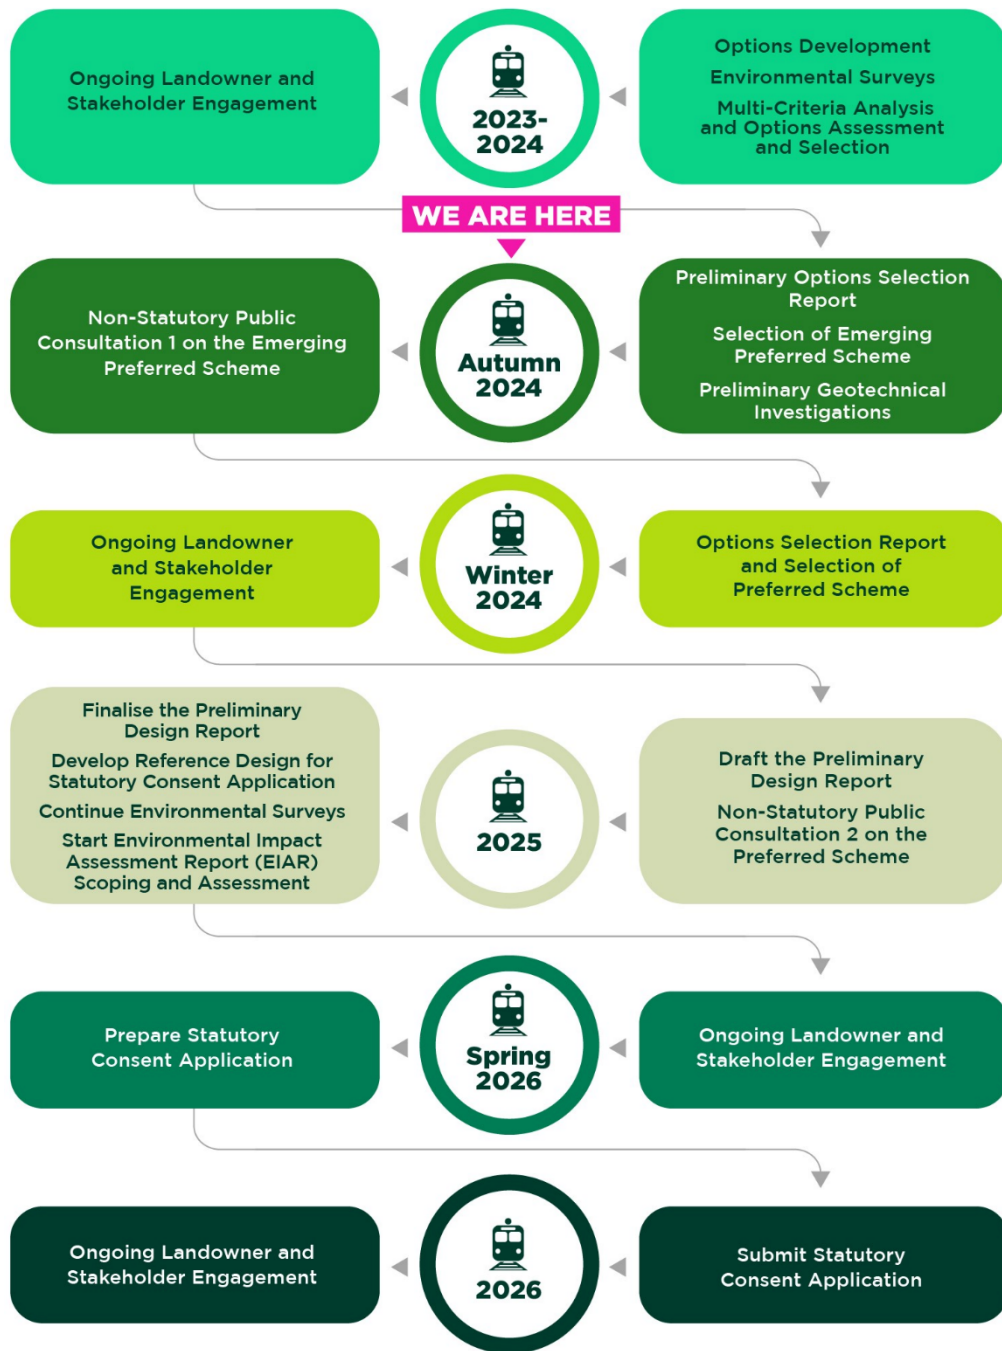 Ongoing Landowner and
Stakeholder Engagement
2023-
2024
Options Development
Environmental Surveys
Multi-Criteria Analysis
and Options Assessment
and Selection
WE ARE HERE
Non-Statutory Public
Consultation 1 on the Emerging
Preferred Scheme
Autumn
2024
Preliminary Options Selection
Report
Selection of Emerging
Preferred Scheme
Preliminary Geotechnical
Investigations
Ongoing Landowner
and Stakeholder
Engagement
Winter
2024
Options Selection Report
and Selection of
Preferred Scheme
Finalise the Preliminary
Design Report
Develop Reference Design for
Statutory Consent Application
Continue Environmental Surveys
Start Environmental Impact
Assessment Report (EIAR)
Scoping and Assessment
2025
Draft the Preliminary
Design Report
Non-Statutory Public
Consultation 2 on the
Preferred Scheme
Prepare Statutory
Consent Application
Spring
2026
Ongoing Landowner and
Stakeholder Engagement
Ongoing Landowner and
Stakeholder Engagement
2026
Submit Statutory
Consent Application